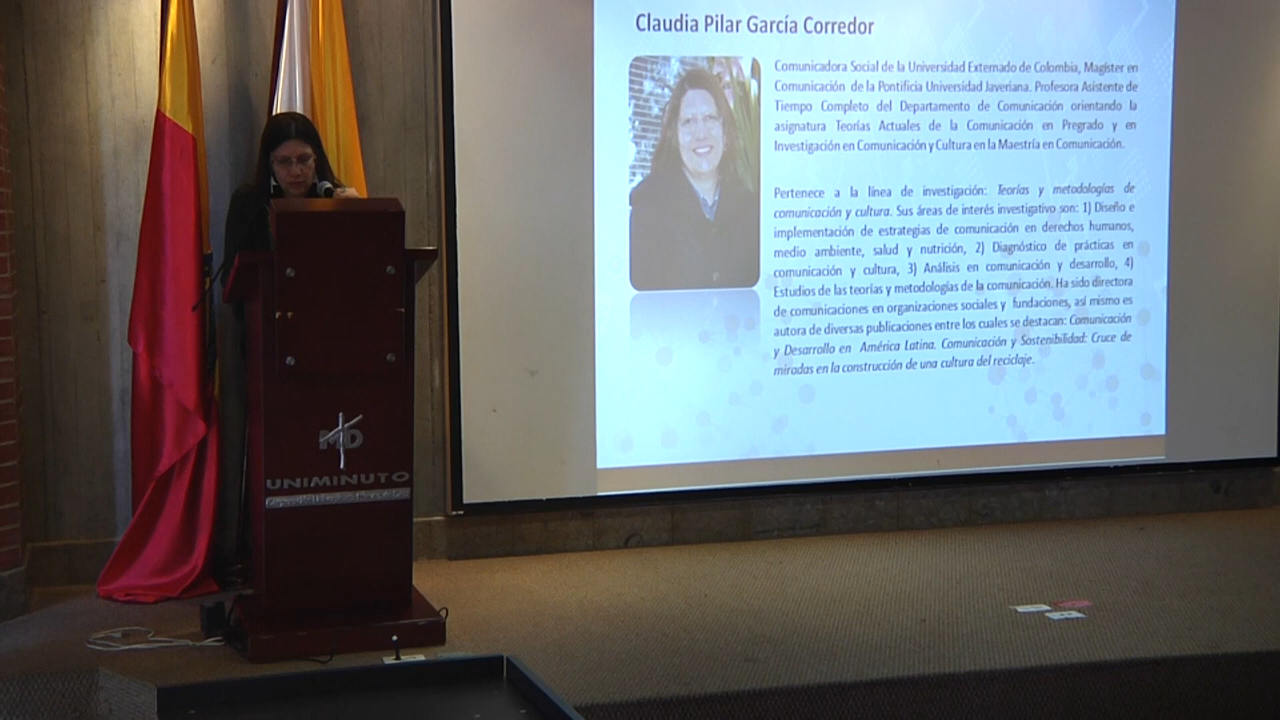 Claudia Pilar García Corredor
Comunicadora Social de la Universidad Externado de Colombia, Magíster en
Comunicación de la Pontificia Universidad Javeriana. Profesora Asistente de
Tiempo Completo del Departamento de Comunicación orientando la
asignatura Teorías Actuales de la Comunicación en Pregrado y en
Investigación en Comunicación y Cultura en la Maestría en Comunicación.
Pertenece a la línea de investigación: Teorías y metodologías de
comunicación y cultura. Sus áreas de interés investigativo son: 1) Diseño e
implementación de estrategias de comunicación en derechos humanos,
medio ambiente, salud y nutrición, 2) Diagnóstico de prácticas en
comunicación y cultura, 3) Análisis en comunicación y desarrollo, 4)
Estudios de las teorías y metodologías de la comunicación. Ha sido directora
de comunicaciones en organizaciones sociales y fundaciones, así mismo es
autora de diversas publicaciones entre los cuales se destacan: Comunicación
y Desarrollo en América Latina. Comunicación y Sostenibilidad: Cruce de
miradas en la construcción de una cultura del reciclaje.
MD
UNIMINUTO